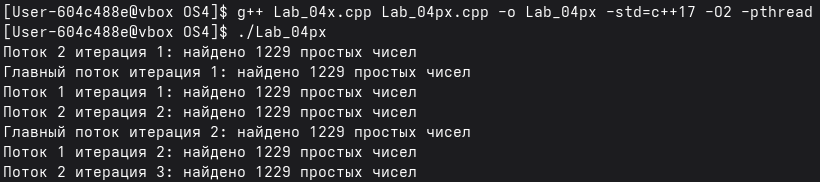 [User-604c488e@vbox OS4]$ g++ Lab_04x.cpp Lab_04px.cpp -o Lab_04px -std=c++17 -O2 -pthread
[User-604c488e@vbox OS4]$ ./Lab_04px
Поток 2 итерация 1: найдено 1229 простых чисел
Главный поток итерация 1: найдено 1229 простых чисел
Поток 1 итерация 1: найдено 1229 простых чисел
Поток 2 итерация 2: найдено 1229 простых чисел
Главный поток итерация 2: найдено 1229 простых чисел
Поток 1 итерация 2: найдено 1229 простых чисел
Поток 2 итерация 3: найдено 1229 простых чисел